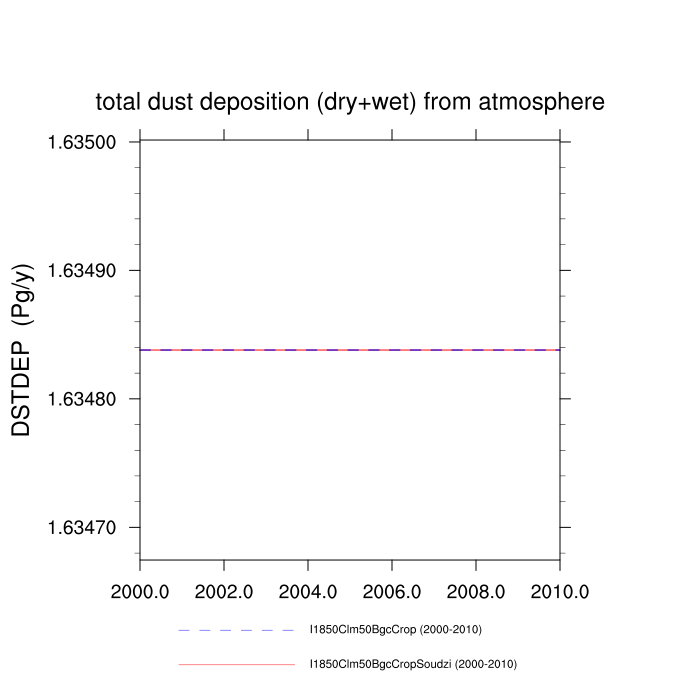 total dust deposition (dry+wet) from atmosphere
1.63500
1.63490
1.63480
1.63470
DSTDEP (Pg/y)
2000.0 2002.0 2004.0 2006.0 2008.0 2010.0
I1850Clm50BgcCrop (2000-2010)
I1850Clm50BgcCropSoudzi (2000-2010)